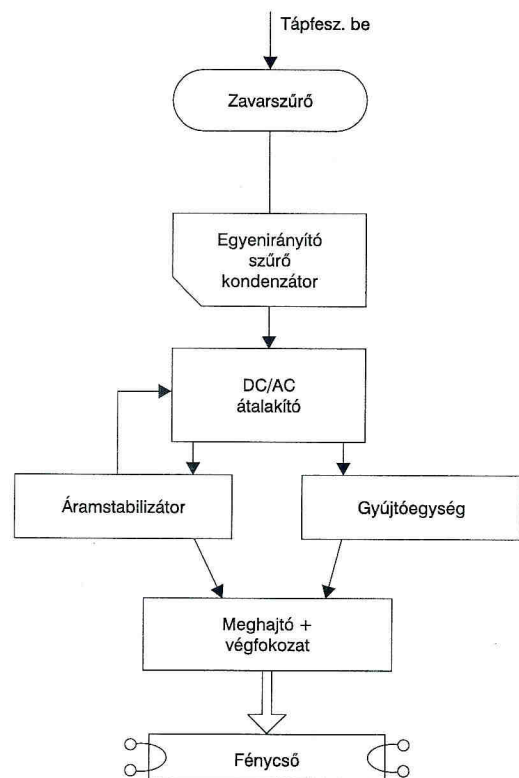 Tápfesz. be
Zavarszűrő
Egyenirányító
szűrő
kondenzátor
DC/AC
átalakító
Áramstabilizátor
Gyújtóegység
Meghajtó +
végfokozat
Fénycső